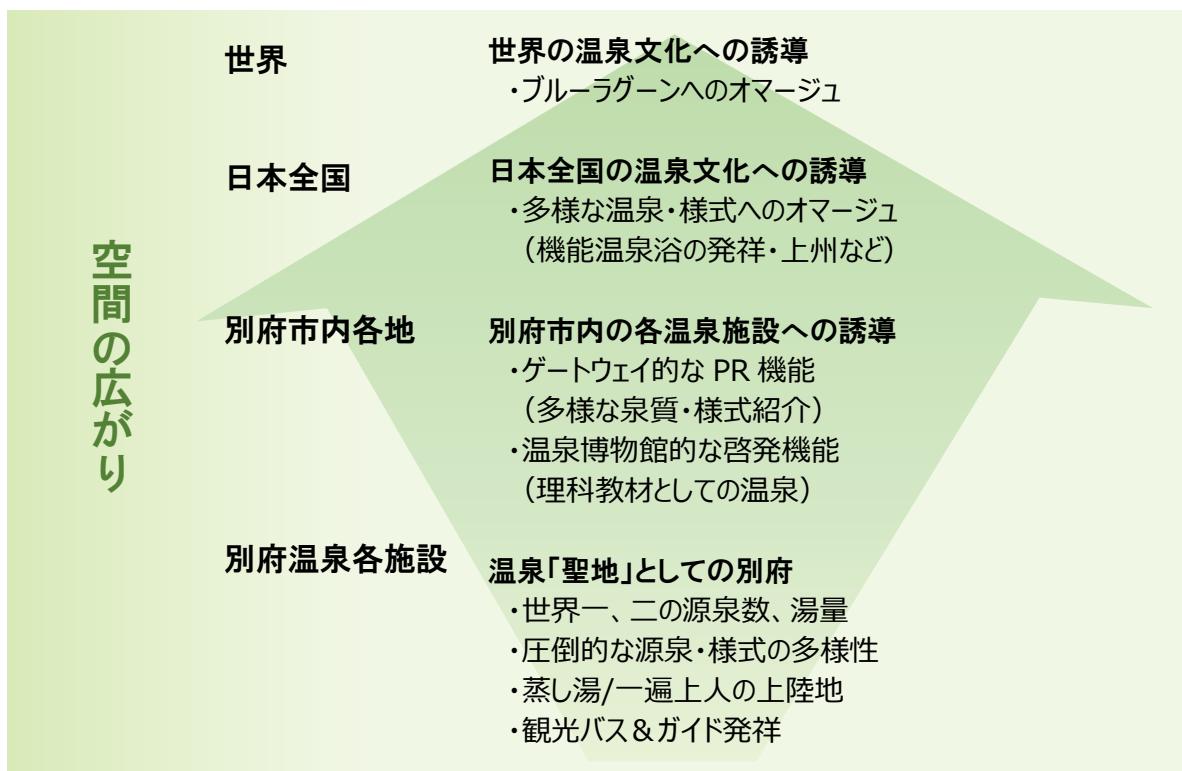 空間の広がり
世界
世界の温泉文化への誘導
・ブルーラグーンへのオマージュ
日本全国
日本全国の温泉文化への誘導
・多様な温泉・様式へのオマージュ
（機能温泉浴の発祥・上州など）
別府市内各地
別府市内の各温泉施設への誘導
・ゲートウェイ的な PR 機能
（多様な泉質・様式紹介）
・温泉博物館的な啓発機能
（理科教材としての温泉）
別府温泉各施設
温泉「聖地」としての別府
・世界一、二の源泉数、湯量
・圧倒的な源泉・様式の多様性
・蒸し湯/一遍上人の上陸地
・観光バス＆ガイド発祥